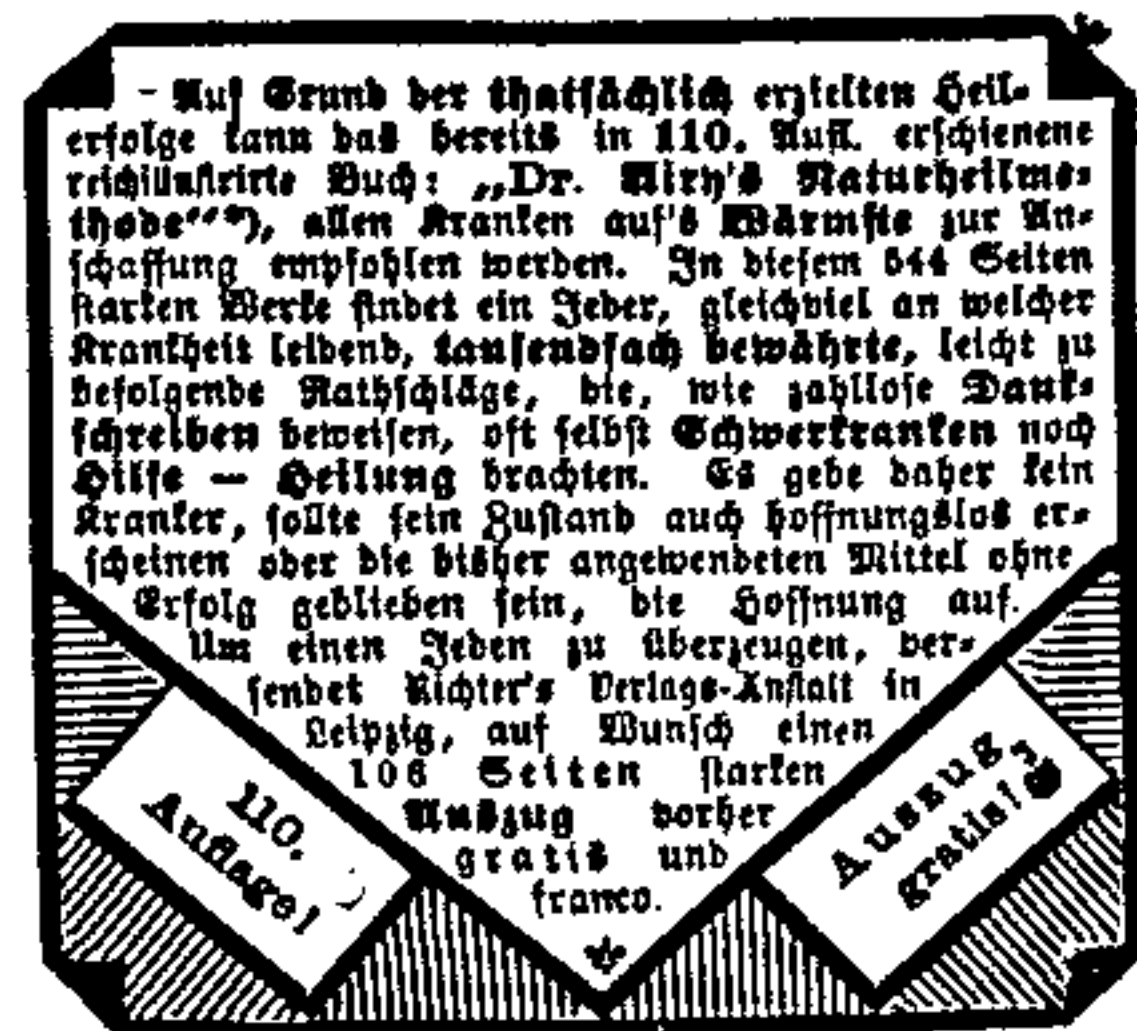 - Auf Grund der thatsächlich erzielten Heil-
erfolge kann das bereits in 110. Aufl. erschienene
reichillustrirte Buch: „Dr. Airy's Naturheilme-
thode“*), allen Kranken auf's Wärmste zur An-
schaffung empfohlen werden. In diesem 544 Seiten
starken Werke findet ein Jeder, gleichviel an welcher
Krankheit leidend, tausendfach bewährte, leicht zu
befolgende Rathschläge, die, wie zahllose Dank-
schreiben beweisen, oft selbst Schwerkranken noch
Hilfe — Heilung brachten. Es gebe daher kein
Kranker, sollte sein Zustand auch hoffnungslos er-
scheinen oder die bisher angewendeten Mittel ohne
Erfolg geblieben sein, die Hoffnung auf.
Um einen Jeden zu überzeugen, ver-
sendet Richter's Verlags-Anstalt in
Leipzig, auf Wunsch einen
106 Seiten starken
Auszug vorher
gratis und
franco.
110.
Auflage!
Auszug
gratis!